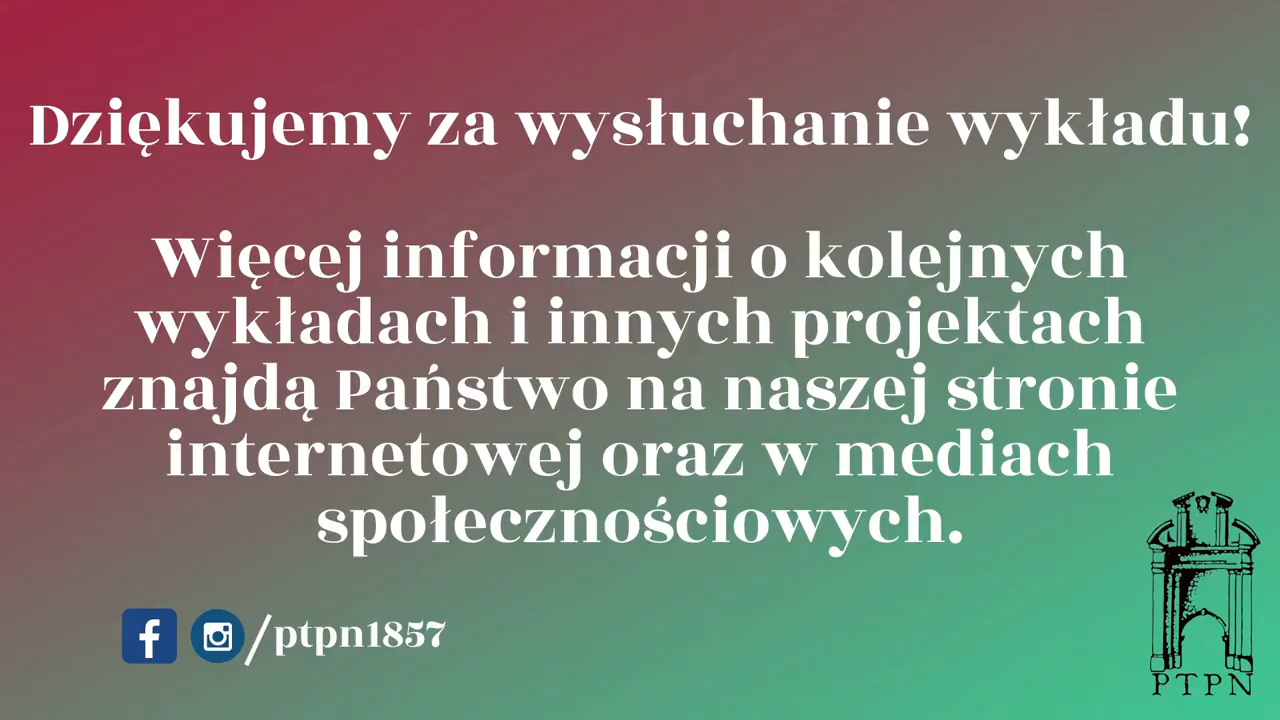 Dziękujemy za wysłuchanie wykładu!
Więcej informacji o kolejnych
wykładach i innych projektach
znajdą Państwo na naszej stronie
internetowej oraz w mediach
społecznościowych.
/ptpn1857
PTPN